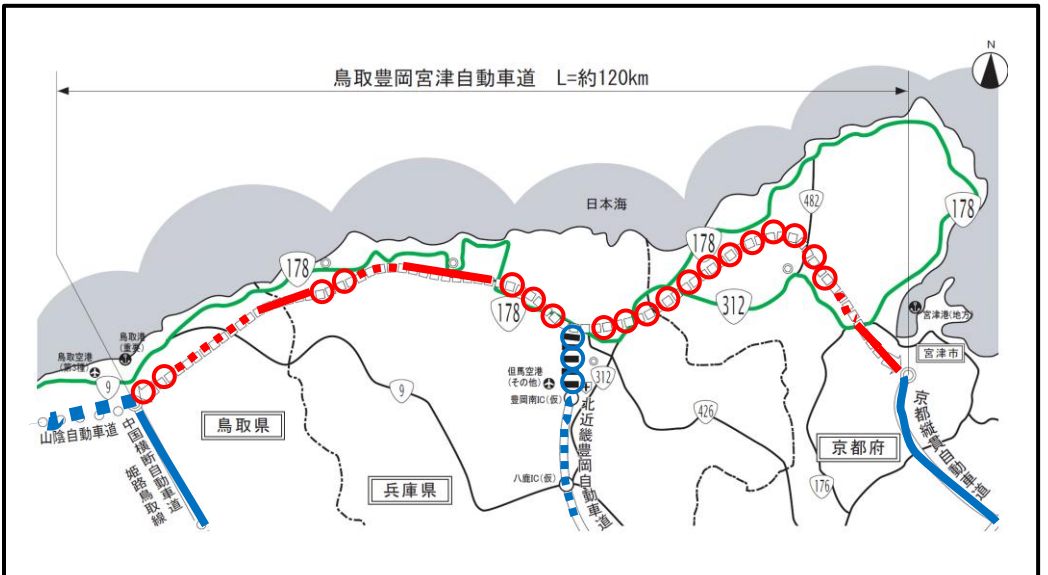 N
鳥取豊岡宮津自動車道 L=約120km
日本海
482
178
178
178
178
312
宮津港(地方)
宮津市
鳥取港
(重要)
鳥取空港
(第3種)
9
山陰自動車道
中国横断自動車道
姫路鳥取線
鳥取県
9
兵庫県
但馬空港
(その他)
豊岡南IC(仮)
312
北近畿豊岡自動車道
八鹿IC(仮)
426
京都府
176
京都縦貫自動車道